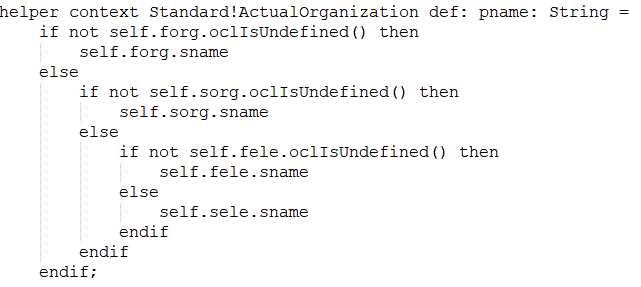 helper context Standard!ActualOrganization def: pname: String =
    if not self.forg.oclIsUndefined() then
        self.forg.sname
    else
        if not self.sorg.oclIsUndefined() then
            self.sorg.sname
        else
            if not self.fele.oclIsUndefined() then
                self.fele.sname
            else
                self.sele.sname
            endif
        endif
    endif;